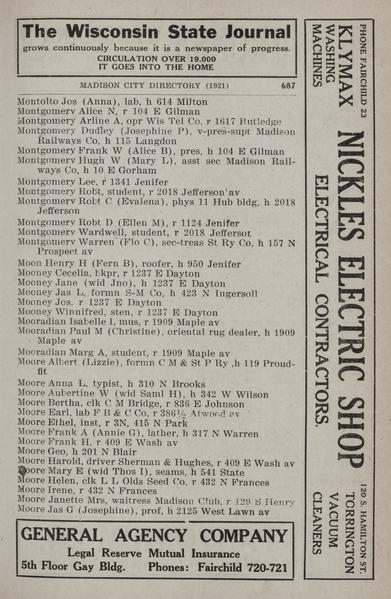 The Wisconsin State Journal
grows continuously because it is a newspaper of progress.
CIRCULATION OVER 19,000
IT GOES INTO THE HOME
MADISON CITY DIRECTORY (1921) 687
Montolto Jos (Anna), lab, h 614 Milton
Montgomery Alice N, r 104 E Gilman
Montgomery Arline A, opr Wis Tel Co, r 1617 Rutledge
Montgomery Dudley (Josephine P), v-pres-supt Madison
Railways Co, h 115 Langdon
Montgomery Frank W (Alice B), pres, h 104 E Gilman
Montgomery Hugh W (Mary L), asst sec Madison Rail-
ways Co, h 10 E Gorham
Montgomery Lee, r 1341 Jenifer
Montgomery Robt, student, r 2018 Jefferson av
Montgomery Robt C (Evalena), phys 11 Hub bldg, h 2018
Jefferson
Montgomery Robt D (Ellen M), r 1124 Jenifer
Montgomery Wardwell, student, r 2018 Jefferson
Montgomery Warren (Flo C), sec-treas St Ry Co, h 157 N
Prospect av
Moon Henry H (Fern B), roofer, h 950 Jenifer
Mooney Cecelia, bkpr, r 1237 E Dayton
Mooney Jane (wid Jno), h 1237 E Dayton
Mooney Jas L, formn S-M Co, h 423 N Ingersoll
Mooney Jos, r 1237 E Dayton
Mooney Winnifred, sten, r 1237 E Dayton
Mooradian Isabelle I, mus, r 1909 Maple av
Mooradian Paul M (Christine), oriental rug dealer, h 1909
Maple av
Mooradian Marg A, student, r 1909 Maple av
Moore Albert (Lizzie), formn C M & St P Ry, h 119 Proud-
fit
Moore Anna L, typist, h 310 N Brooks
Moore Aubertine W (wid Saml H), h 342 W Wilson
Moore Bertha, clk C M Bridge, r 836 E Johnson
Moore Earl, lab F B & C Co, r 386½ Atwood av
Moore Ethel, instr, r 3N, 415 N Park
Moore Frank A (Annie G), lather, h 317 N Warren
Moore Frank H, r 409 E Wash av
Moore Geo, h 201 N Blair
Moore Harold, driver Sherman & Hughes, r 409 E Wash av
Moore Mary E (wid Thos I), seams, h 541 State
Moore Helen, clk L L Olds Seed Co, r 432 N Frances
Moore Irene, r 432 N Frances
Moore Janette Mrs, waitress Madison Club, r 129 S Henry
Moore Jas G (Josephine), prof, h 2125 West Lawn av
GENERAL AGENCY COMPANY
Legal Reserve Mutual Insurance
5th Floor Gay Bldg. Phones: Fairchild 720-721
PHONE FAIRCHILD 23
KLYMAX
WASHING
MACHINES
NICKLES ELECTRIC SHOP
ELECTRICAL CONTRACTORS.
120 S. HAMILTON ST.
TORRINGTON
VACUUM
CLEANERS